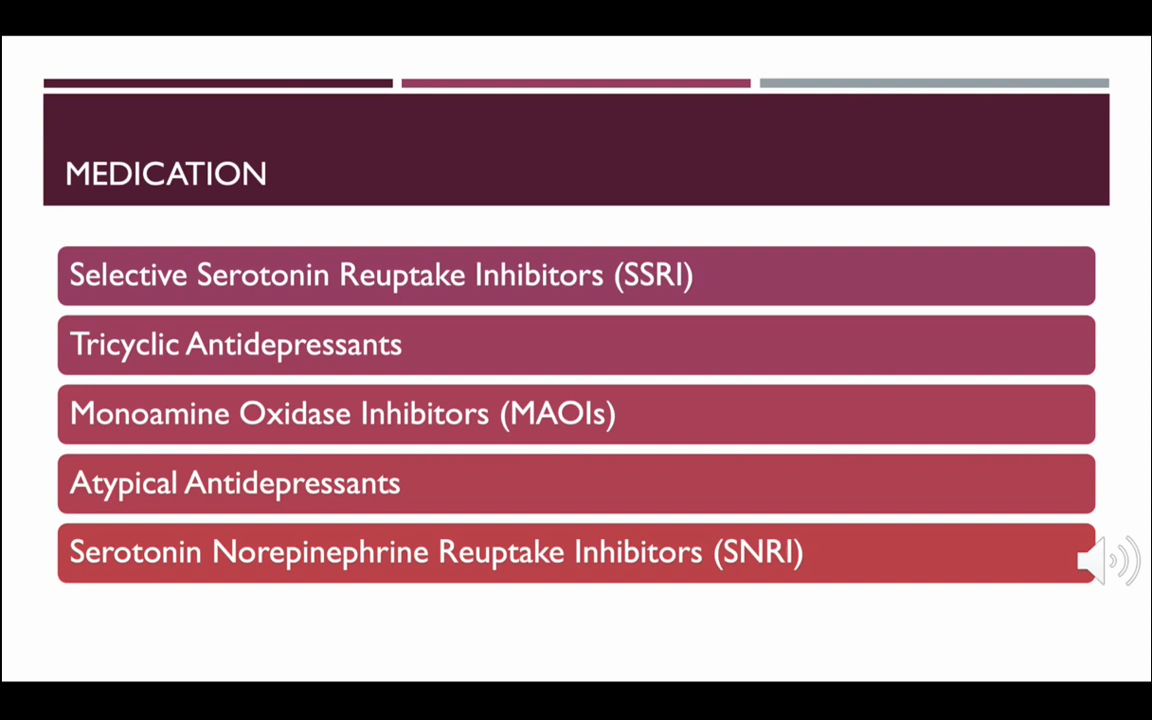 MEDICATION
Selective Serotonin Reuptake Inhibitors (SSRI)
Tricyclic Antidepressants
Monoamine Oxidase Inhibitors (MAOIs)
Atypical Antidepressants
Serotonin Norepinephrine Reuptake Inhibitors (SNRI)